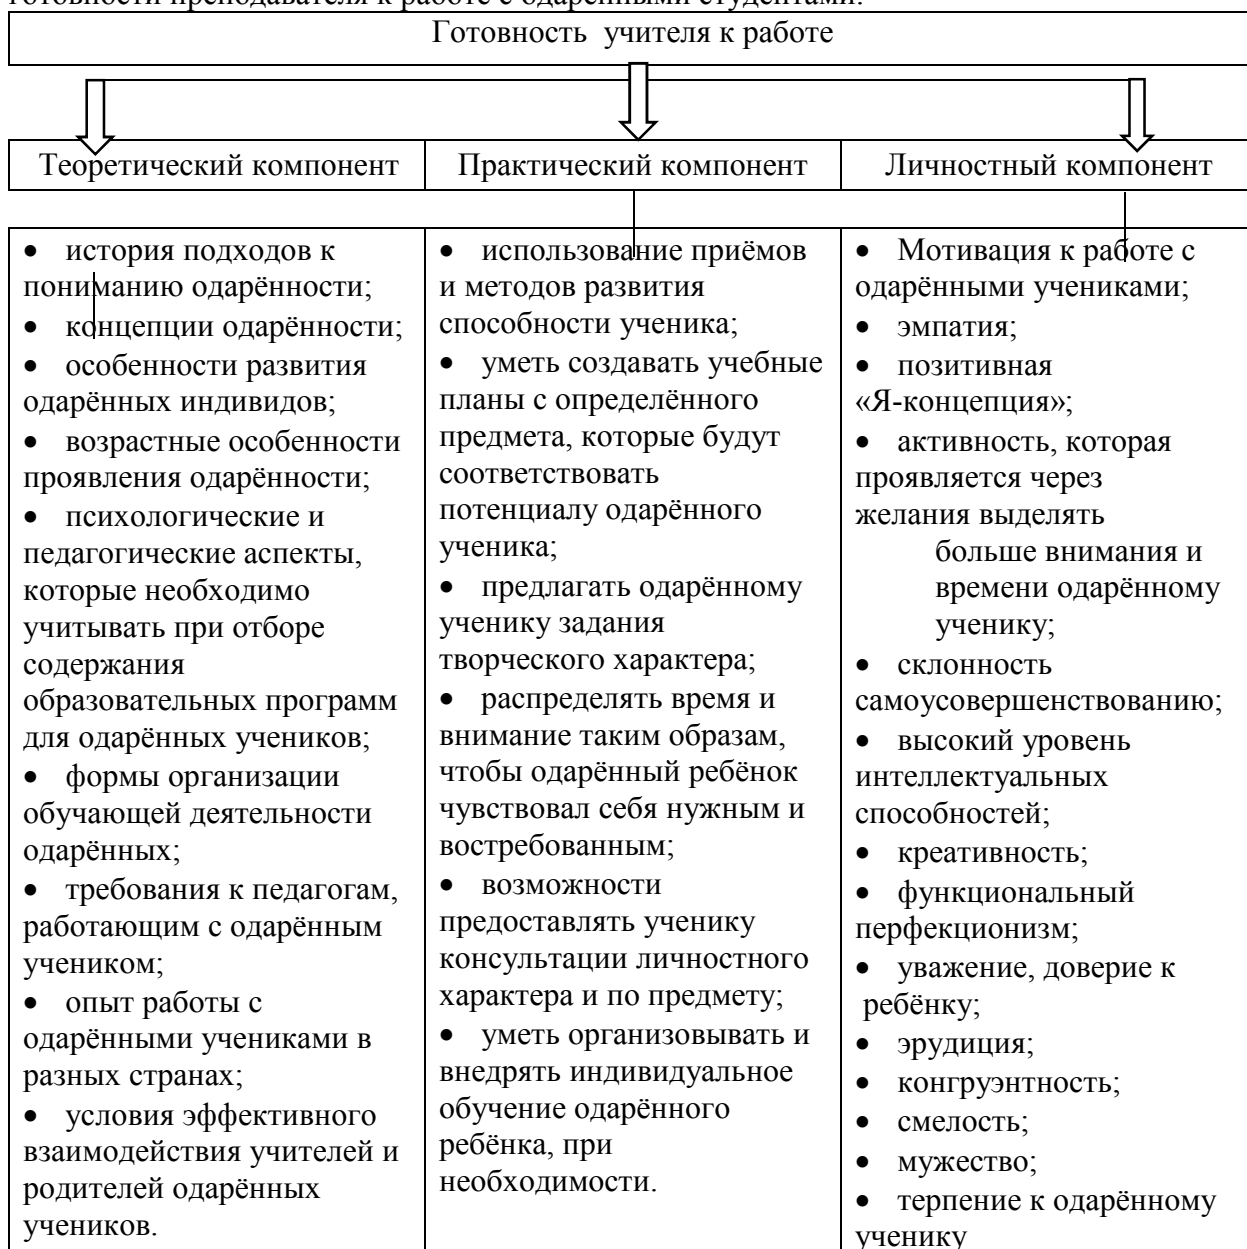 готовности преподавателя к работе с одарёнными студентами.
Готовность учителя к работе
Теоретический компонент
Практический компонент
Личностный компонент
• история подходов к
пониманию одарённости;
• концепции одарённости;
• особенности развития
одарённых индивидов;
• возрастные особенности
проявления одарённости;
• психологические и
педагогические аспекты,
которые необходимо
учитывать при отборе
содержания
образовательных программ
для одарённых учеников;
• формы организации
обучающей деятельности
одарённых;
• требования к педагогам,
работающим с одарённым
учеником;
• опыт работы с
одарёнными учениками в
разных странах;
• условия эффективного
взаимодействия учителей и
родителей одарённых
учеников.
• использование приёмов
и методов развития
способности ученика;
• уметь создавать учебные
планы с определённого
предмета, которые будут
соответствовать
потенциалу одарённого
ученика;
• предлагать одарённому
ученику задания
творческого характера;
• распределять время и
внимание таким образам,
чтобы одарённый ребёнок
чувствовал себя нужным и
востребованным;
• возможности
предоставлять ученику
консультации личностного
характера и по предмету;
• уметь организовывать и
внедрять индивидуальное
обучение одарённого
ребёнка, при
необходимости.
• Мотивация к работе с
одарёнными учениками;
• эмпатия;
• позитивная
«Я-концепция»;
• активность, которая
проявляется через
желания выделять
больше внимания и
времени одарённому
ученику;
• склонность
самоусовершенствованию;
• высокий уровень
интеллектуальных
способностей;
• креативность;
• функциональный
перфекционизм;
• уважение, доверие к
ребёнку;
• эрудиция;
• конгруэнтность;
• смелость;
• мужество;
• терпение к одарённому
ученику